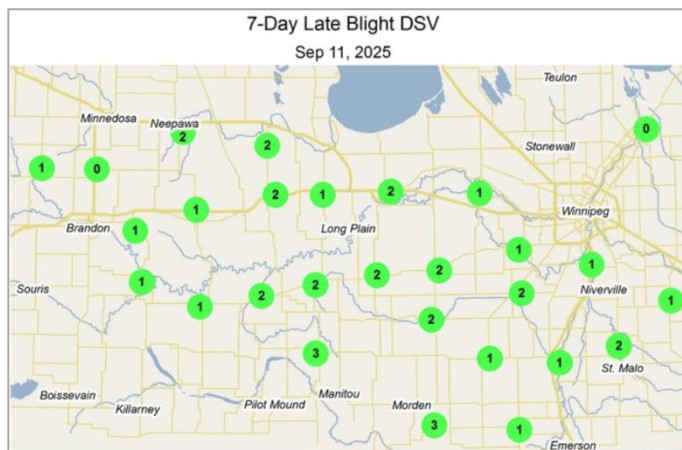 7-Day Late Blight DSV
Sep 11, 2025
Teulon
Minnedosa
Neepawa
0
2
2
Stonewall
1
0
2
1
2
1
1
Winnipeg
Brandon
1
Long Plain
1
1
2
2
2
1
Souris
1
2
2
Niverville
1
1
2
3
1
1
2
St. Malo
Boissevain
Killarney
Pilot Mound
Manitou
Morden
3
1
Emerson